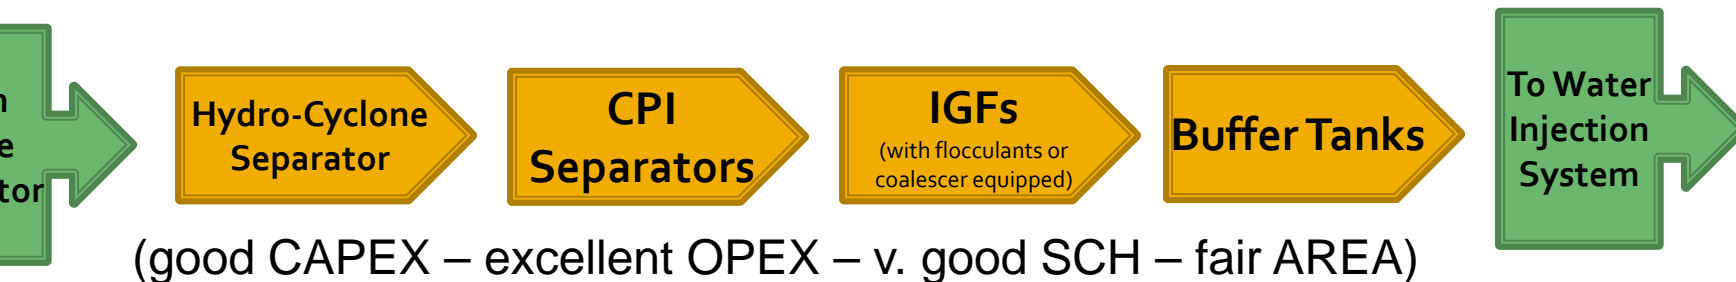 Hydro-Cyclone
Separator
CPI
Separators
IGFs
(with flocculants or
coalescer equipped)
Buffer Tanks
To Water
Injection
System
(good CAPEX – excellent OPEX – v. good SCH – fair AREA)